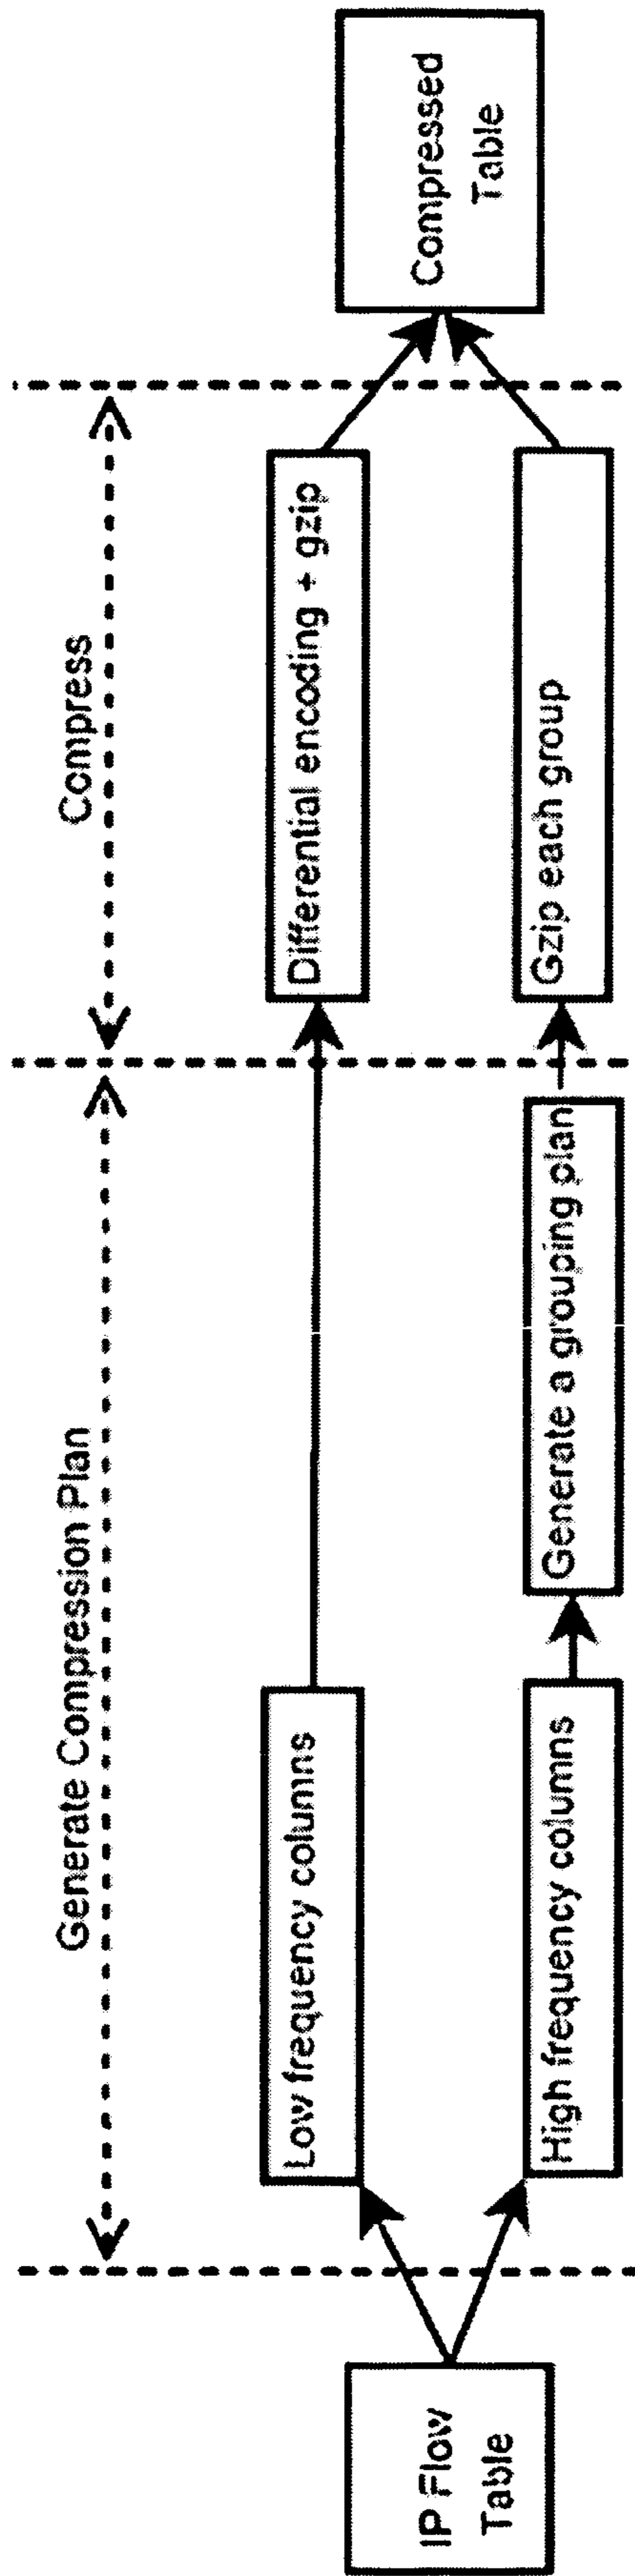 Generate Compression Plan
Compress
IP Flow
Table
Low frequency columns
Differential encoding + gzip
High frequency columns
Generate a grouping plan
Gzip each group
Compressed
Table